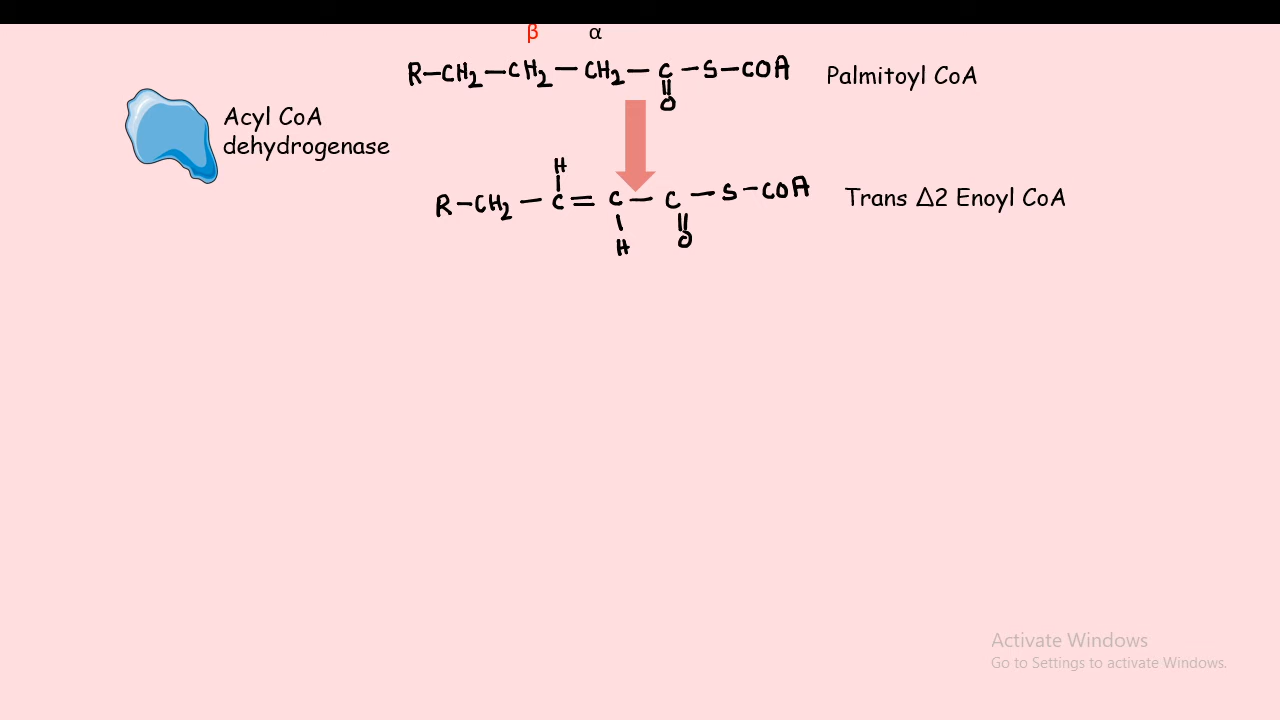 β α
R-CH2-CH2-CH2-C-S-COA Palmitoyl CoA
O
Acyl CoA
dehydrogenase
H
R-CH2-C=C-C-S-COA Trans Δ2 Enoyl CoA
H O
Activate Windows
Go to Settings to activate Windows.